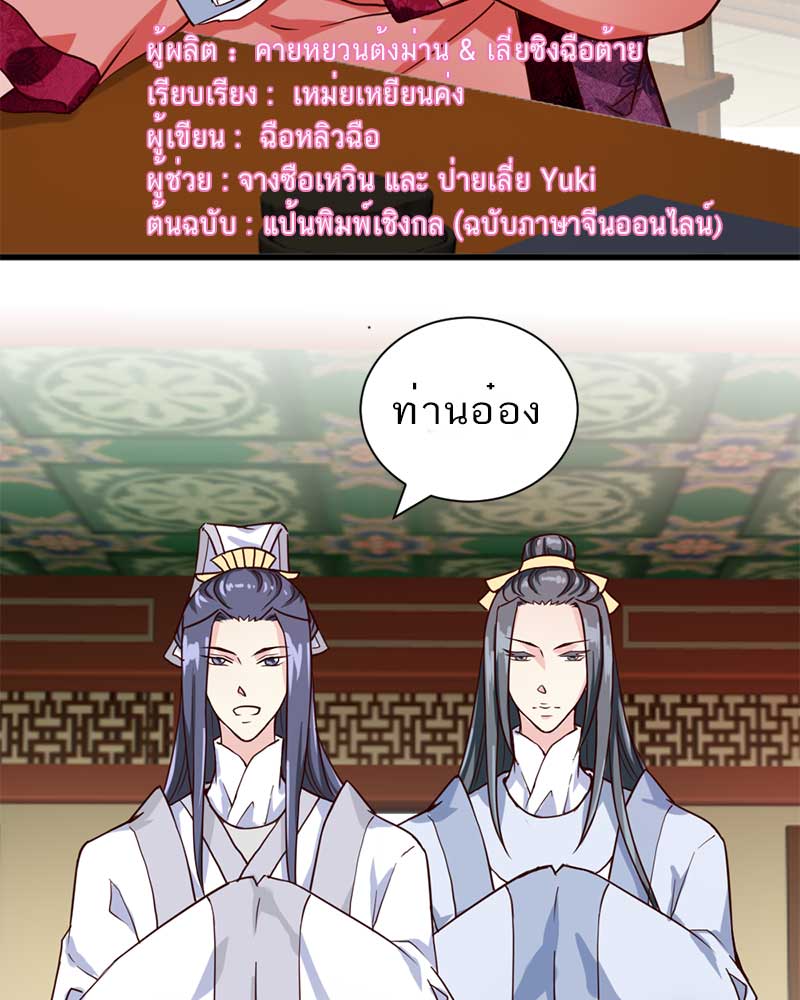 ผู้ผลิต : คายหยวนต้งม่าน & เลี่ยซิงฉือต้าย
เรียบเรียง : เหม่ยเหยียนค่ง
ผู้เขียน : ฉือหลิวฉือ
ผู้ช่วย : จางซือเหวิน และ ป่ายเลี่ย Yuki
ต้นฉบับ : แป้นพิมพ์เชิงกล (ฉบับภาษาจีนออนไลน์)
ท่านอ๋อง